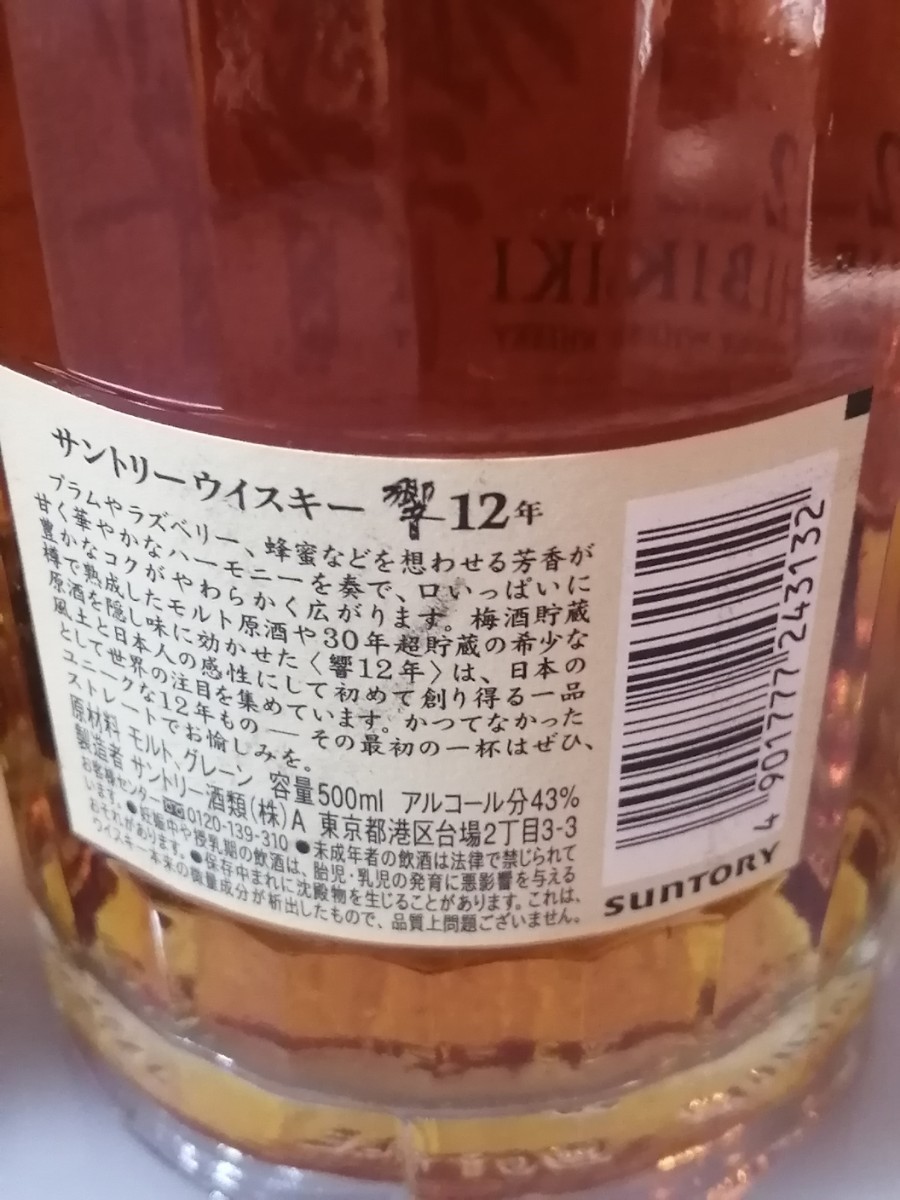 サントリーウイスキー 響 12年
プラムやラズベリー、蜂蜜などを想わせる芳香が
甘く華やかなハーモニーを奏で、口いっぱいに
豊かなコクがやわらかく広がります。梅酒貯蔵
樽で熟成したモルト原酒や30年超貯蔵の希少な
原酒を隠し味に効かせた〈響12年〉は、日本の
風土と日本人の感性にして初めて創り得る一品
として世界の注目を集めています。かつてなかった
ユニークな12年もの ― その最初の一杯はぜひ、
ストレートでお愉しみを。
原材料 モルト、グレーン 容量500ml アルコール分43%
製造者 サントリー酒類(株)A 東京都港区台場2丁目3-3
お客様センター 0120-139-310 ●未成年者の飲酒は法律で禁じられて
います。●妊娠中や授乳期の飲酒は、胎児・乳児の発育に悪影響を与える
おそれがあります。●保存中まれに沈殿物を生じることがあります。これは、
ウイスキー本来の微量成分が析出したもので、品質上問題ございません。
4 901777 243132
SUNTORY
HIBIKI